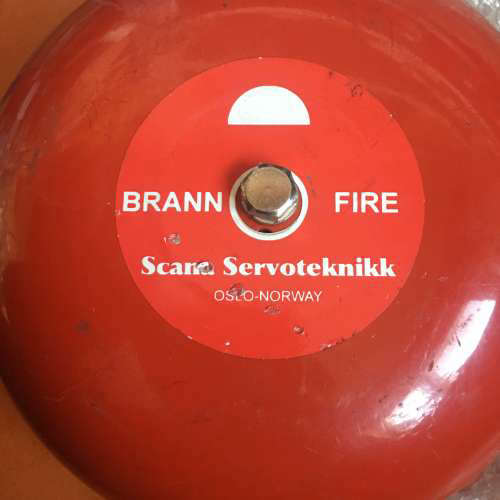 BRANN FIRE
Scana Servoteknikk
OSLO-NORWAY